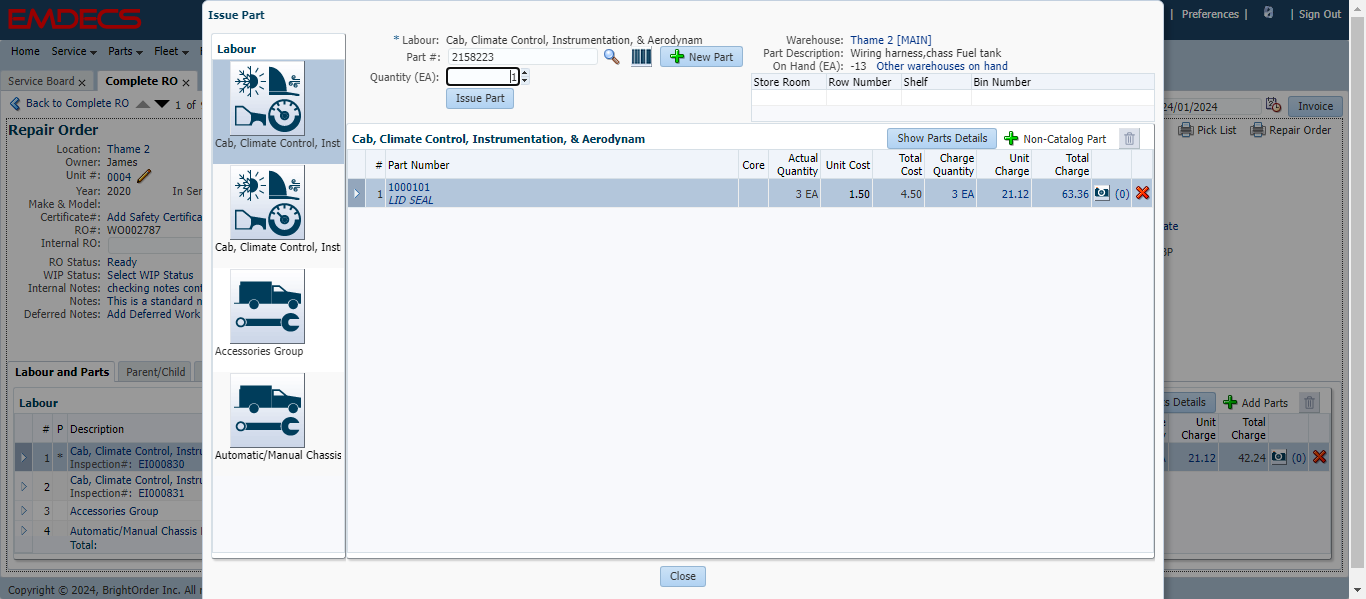 EMDECS
Issue Part
| Preferences | | Sign Out
Home Service Parts Fleet
Service Board x Complete RO x
Back to Complete RO 1 of
Repair Order
Location: Thame 2
Owner: James
Unit #: 0004
Year: 2020 In Ser
Make & Model:
Certificate#: Add Safety Certifica
RO#: WO002787
Internal RO:
RO Status: Ready
WIP Status: Select WIP Status
Internal Notes: checking notes cont
Notes: This is a standard n
Deferred Notes: Add Deferred Work
Labour and Parts Parent/Child
Labour
# P Description
1 * Cab, Climate Control, Instru
Inspection#: EI000830
2 Cab, Climate Control, Instru
Inspection#: EI000831
3 Accessories Group
4 Automatic/Manual Chassis
Total:
Copyright © 2024, BrightOrder Inc. All
Labour
Cab, Climate Control, Inst
Cab, Climate Control, Inst
Accessories Group
Automatic/Manual Chassis
* Labour: Cab, Climate Control, Instrumentation, & Aerodynam
Part #: 2158223 New Part
Quantity (EA): 1
Issue Part
Warehouse: Thame 2 [MAIN]
Part Description: Wiring harness,chass Fuel tank
On Hand (EA): -13 Other warehouses on hand
Store Room Row Number Shelf Bin Number
Cab, Climate Control, Instrumentation, & Aerodynam Show Parts Details Non-Catalog Part
# Part Number Core Actual Quantity Unit Cost Total Cost Charge Quantity Unit Charge Total Charge
1 1000101 3 EA 1.50 4.50 3 EA 21.12 63.36 (0)
LID SEAL
Close
24/01/2024 Invoice
Pick List Repair Order
ate
BP
s Details Add Parts
Unit Charge Total Charge
21.12 42.24 (0)